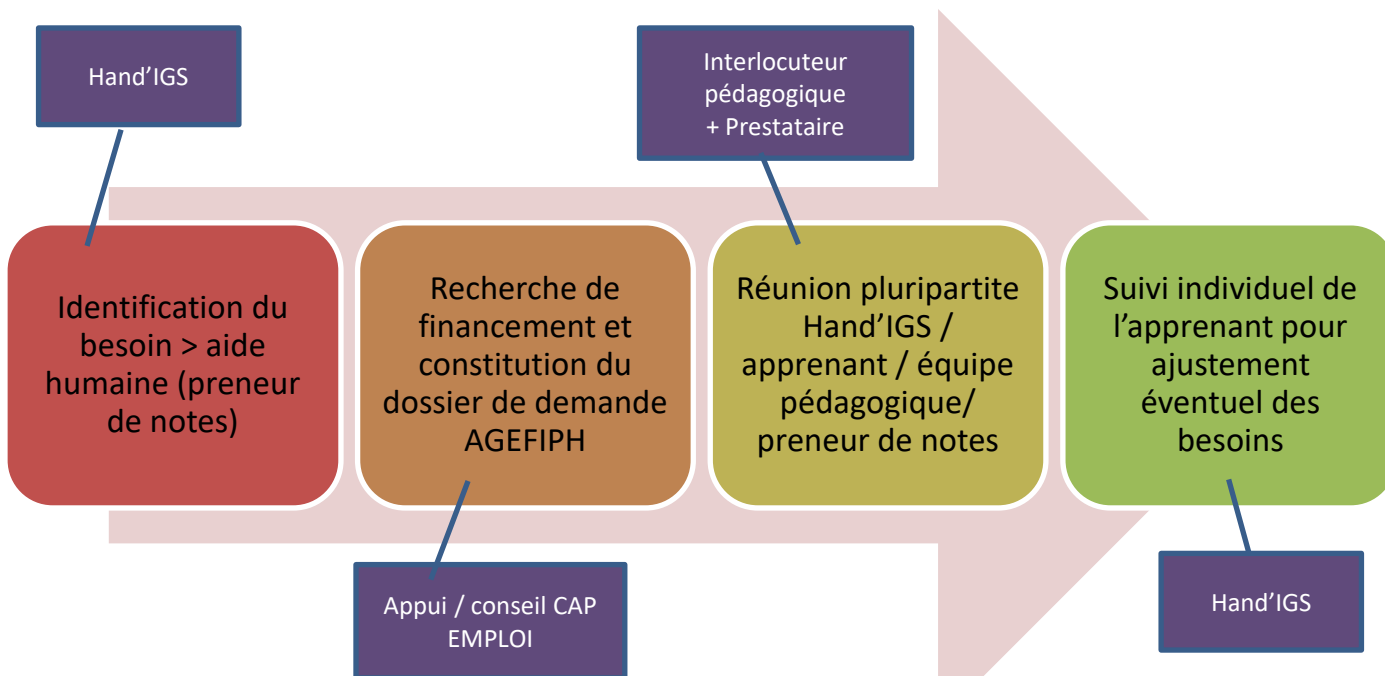 Hand’IGS
Interlocuteur
pédagogique
+ Prestataire
Identification du
besoin > aide
humaine (preneur
de notes)
Recherche de
financement et
constitution du
dossier de demande
AGEFIPH
Réunion pluripartite
Hand’IGS /
apprenant / équipe
pédagogique/
preneur de notes
Suivi individuel de
l’apprenant pour
ajustement
éventuel des
besoins
Appui / conseil CAP
EMPLOI
Hand’IGS